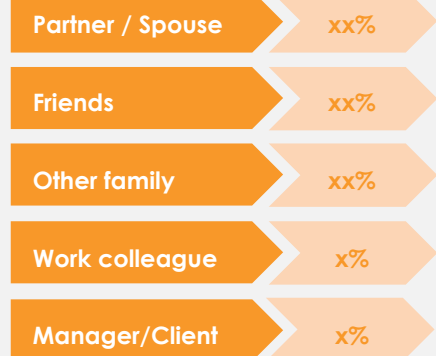 Partner / Spouse xx%
Friends xx%
Other family xx%
Work colleague x%
Manager/Client x%